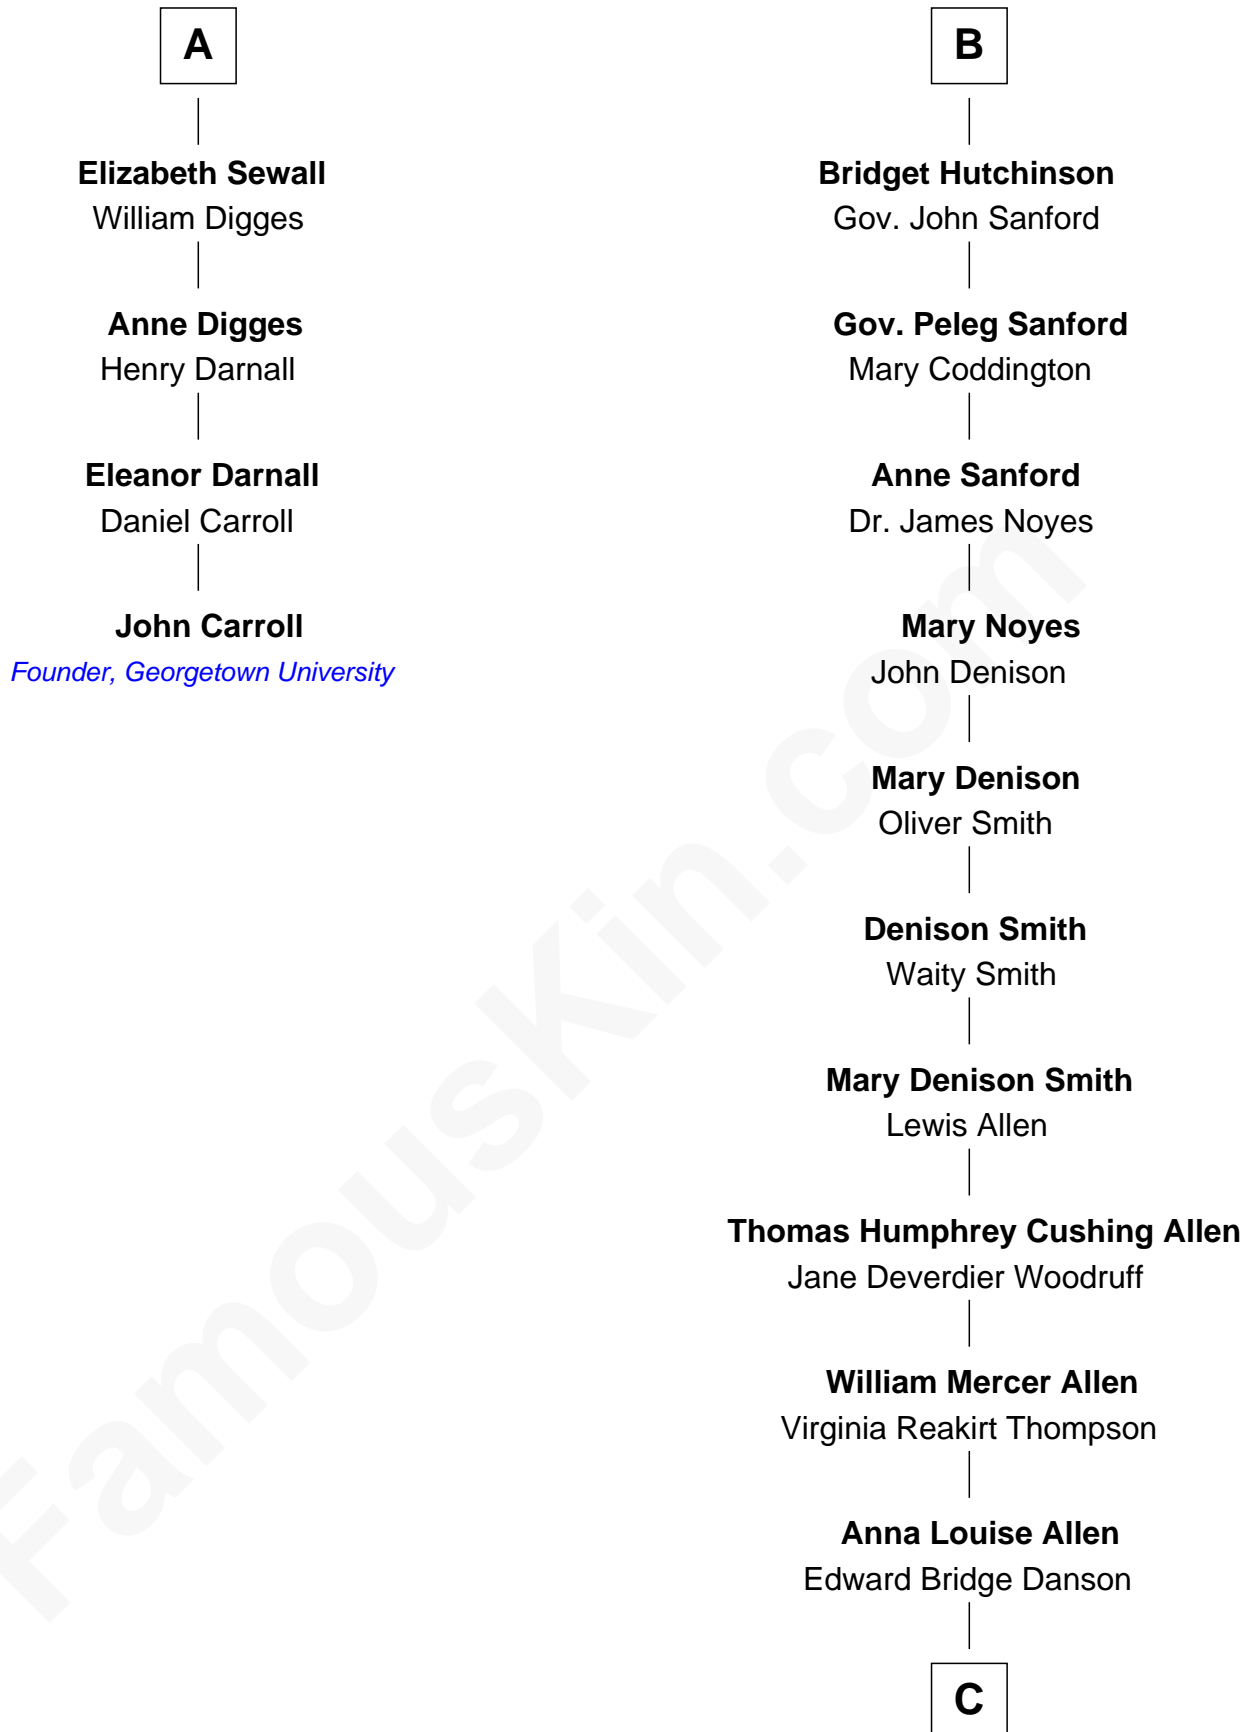 A
Elizabeth Sewall
William Digges
Anne Digges
Henry Darnall
Eleanor Darnall
Daniel Carroll
John Carroll
Founder, Georgetown University
B
Bridget Hutchinson
Gov. John Sanford
Gov. Peleg Sanford
Mary Coddington
Anne Sanford
Dr. James Noyes
Mary Noyes
John Denison
Mary Denison
Oliver Smith
Denison Smith
Waity Smith
Mary Denison Smith
Lewis Allen
Thomas Humphrey Cushing Allen
Jane Deverdier Woodruff
William Mercer Allen
Virginia Reakirt Thompson
Anna Louise Allen
Edward Bridge Danson
C
FamousKin.com